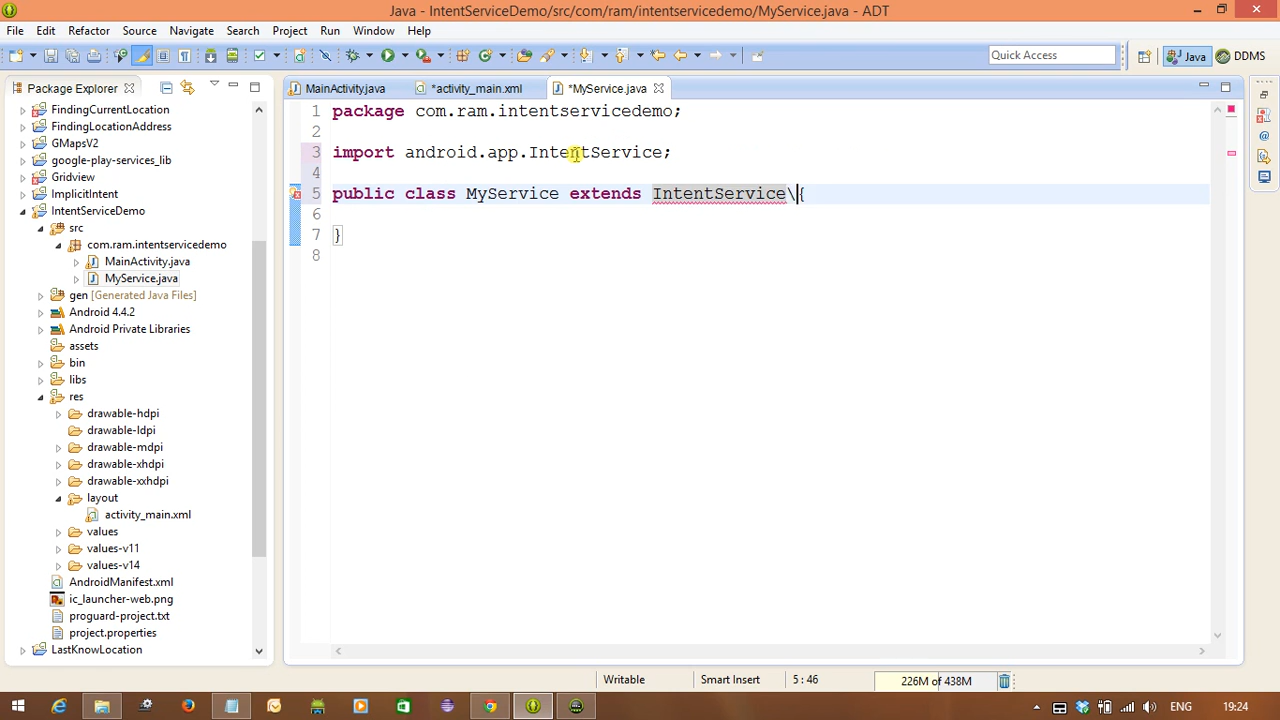 Java - IntentServiceDemo/src/com/ram/intentservicedemo/MyService.java - ADT
File Edit Refactor Source Navigate Search Project Run Window Help
Quick Access
Java
DDMS
Package Explorer
FindingCurrentLocation
FindingLocationAddress
GMapsV2
google-play-services_lib
Gridview
ImplicitIntent
IntentServiceDemo
src
com.ram.intentservicedemo
MainActivity.java
MyService.java
gen [Generated Java Files]
Android 4.4.2
Android Private Libraries
assets
bin
libs
res
drawable-hdpi
drawable-ldpi
drawable-mdpi
drawable-xhdpi
drawable-xxhdpi
layout
activity_main.xml
values
values-v11
values-v14
AndroidManifest.xml
ic_launcher-web.png
proguard-project.txt
project.properties
LastKnowLocation
MainActivity.java *activity_main.xml *MyService.java
1 package com.ram.intentservicedemo;
2
3 import android.app.IntentService;
4
5 public class MyService extends IntentService\{
6
7 }
8
Writable Smart Insert 5 : 46 226M of 438M
ENG 19:24